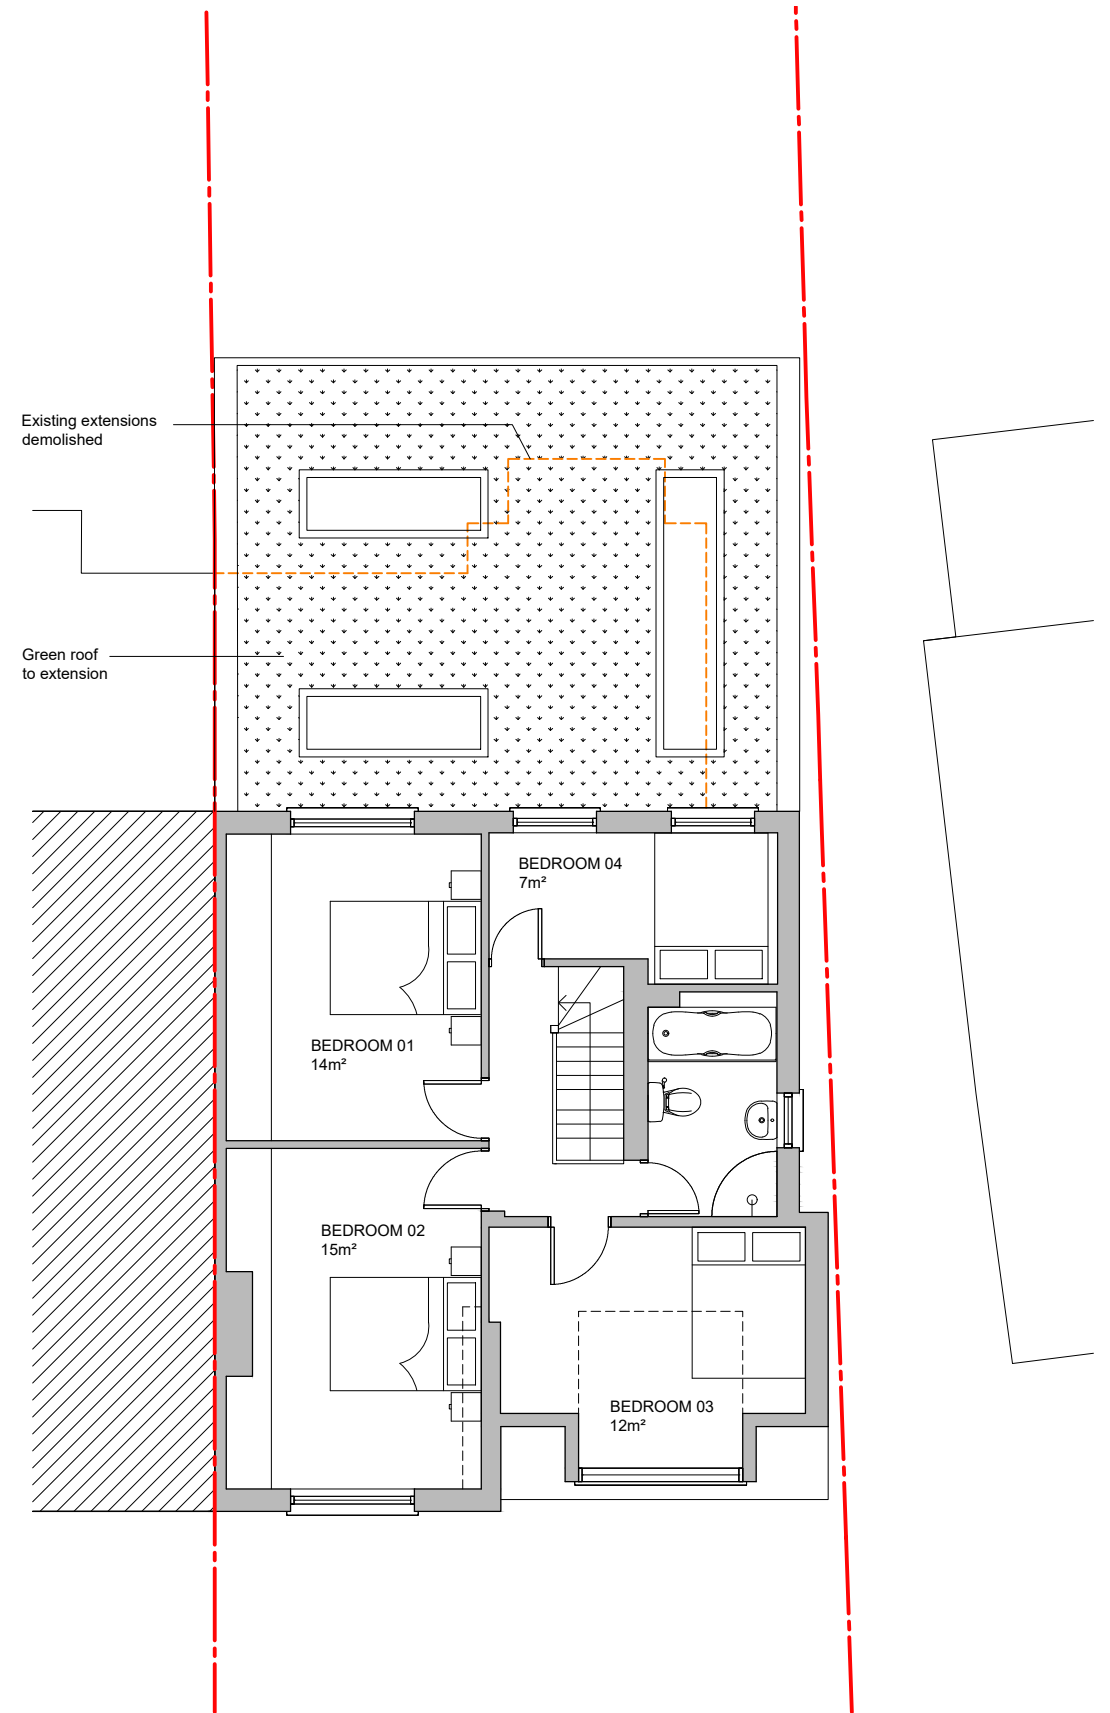 Existing extensions
demolished
Green roof
to extension
BEDROOM 04
7m²
BEDROOM 01
14m²
BEDROOM 02
15m²
BEDROOM 03
12m²